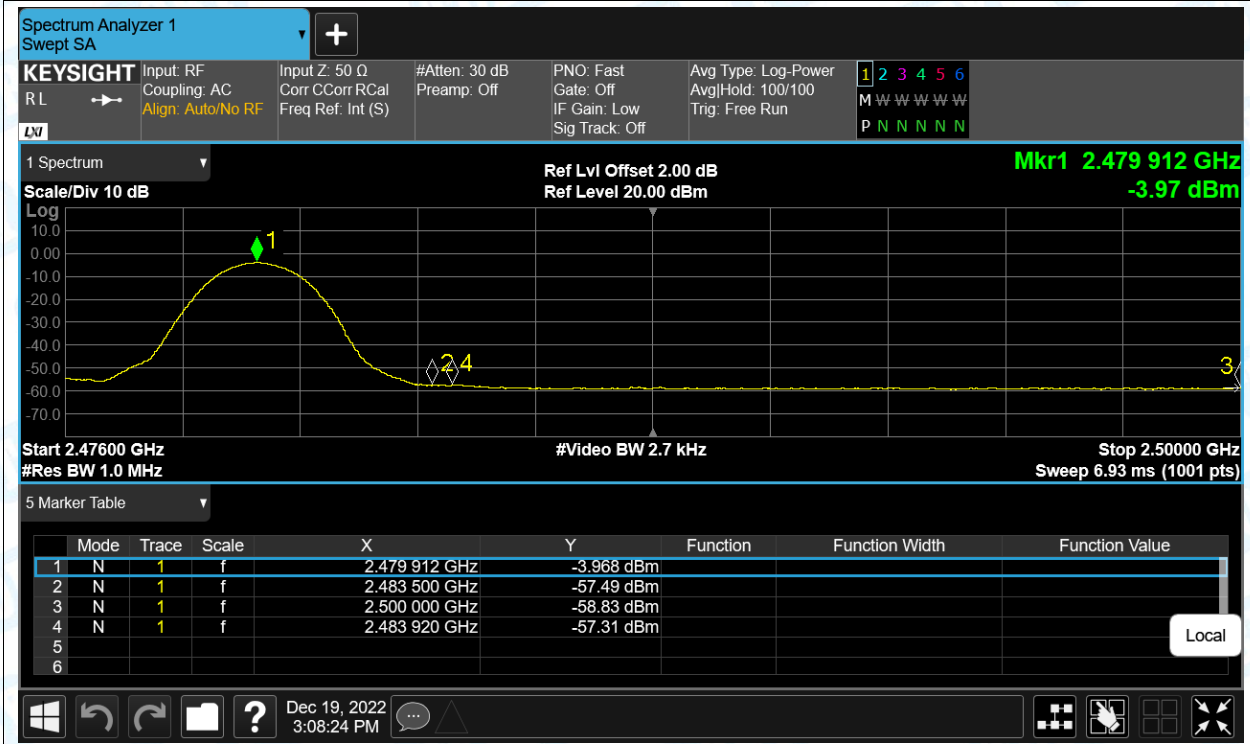 Spectrum Analyzer 1
Swept SA
KEYSIGHT
R L
LXI
Input: RF
Coupling: AC
Align: Auto/No RF
Input Z: 50 Ω
Corr CCorr RCal
Freq Ref: Int (S)
#Atten: 30 dB
Preamp: Off
PNO: Fast
Gate: Off
IF Gain: Low
Sig Track: Off
Avg Type: Log-Power
Avg|Hold: 100/100
Trig: Free Run
1 2 3 4 5 6
M W W W W W
P N N N N N N
1 Spectrum
Scale/Div 10 dB
Ref Lvl Offset 2.00 dB
Ref Level 20.00 dBm
Mkr1 2.479 912 GHz
-3.97 dBm
Log
10.0
0.00
-10.0
-20.0
-30.0
-40.0
-50.0
-60.0
-70.0
1
2 4
3
Start 2.47600 GHz
#Video BW 2.7 kHz
Stop 2.50000 GHz
#Res BW 1.0 MHz
Sweep 6.93 ms (1001 pts)
5 Marker Table
Mode Trace Scale X Y Function Function Width Function Value
1 N 1 f 2.479 912 GHz -3.968 dBm
2 N 1 f 2.483 500 GHz -57.49 dBm
3 N 1 f 2.500 000 GHz -58.83 dBm
4 N 1 f 2.483 920 GHz -57.31 dBm
5
6
Local
?
Dec 19, 2022
3:08:24 PM